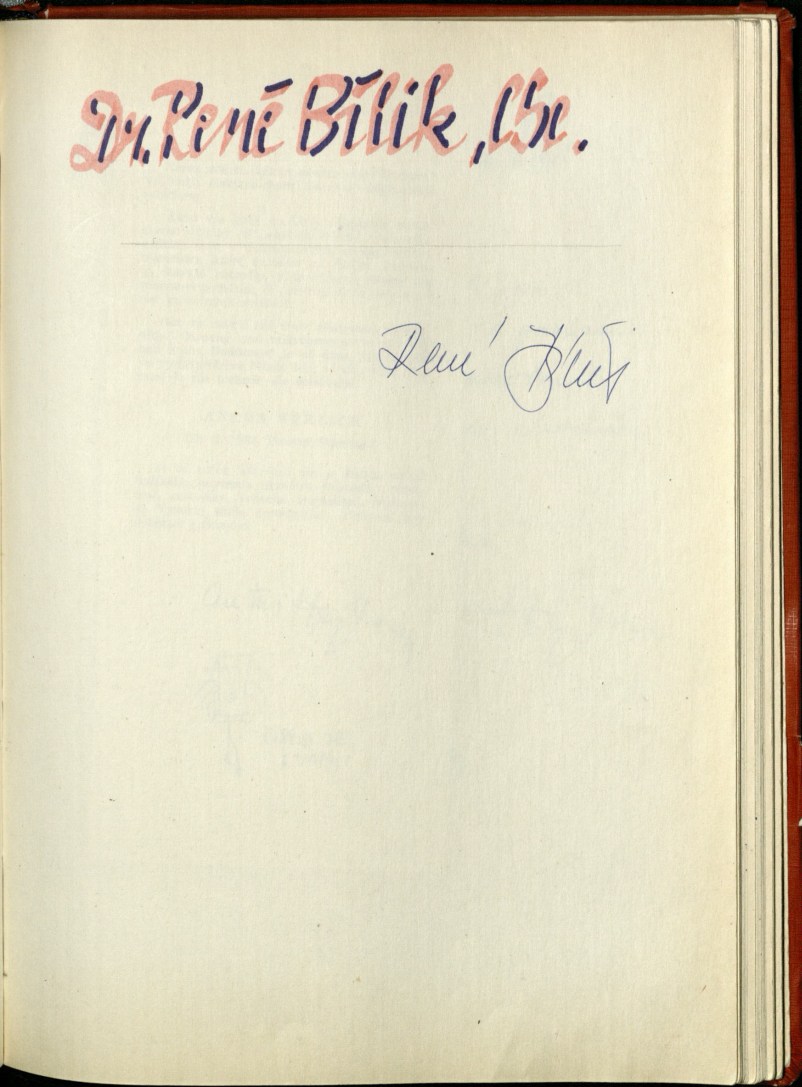 Dr. René Bílik, CSc.
René Bílik